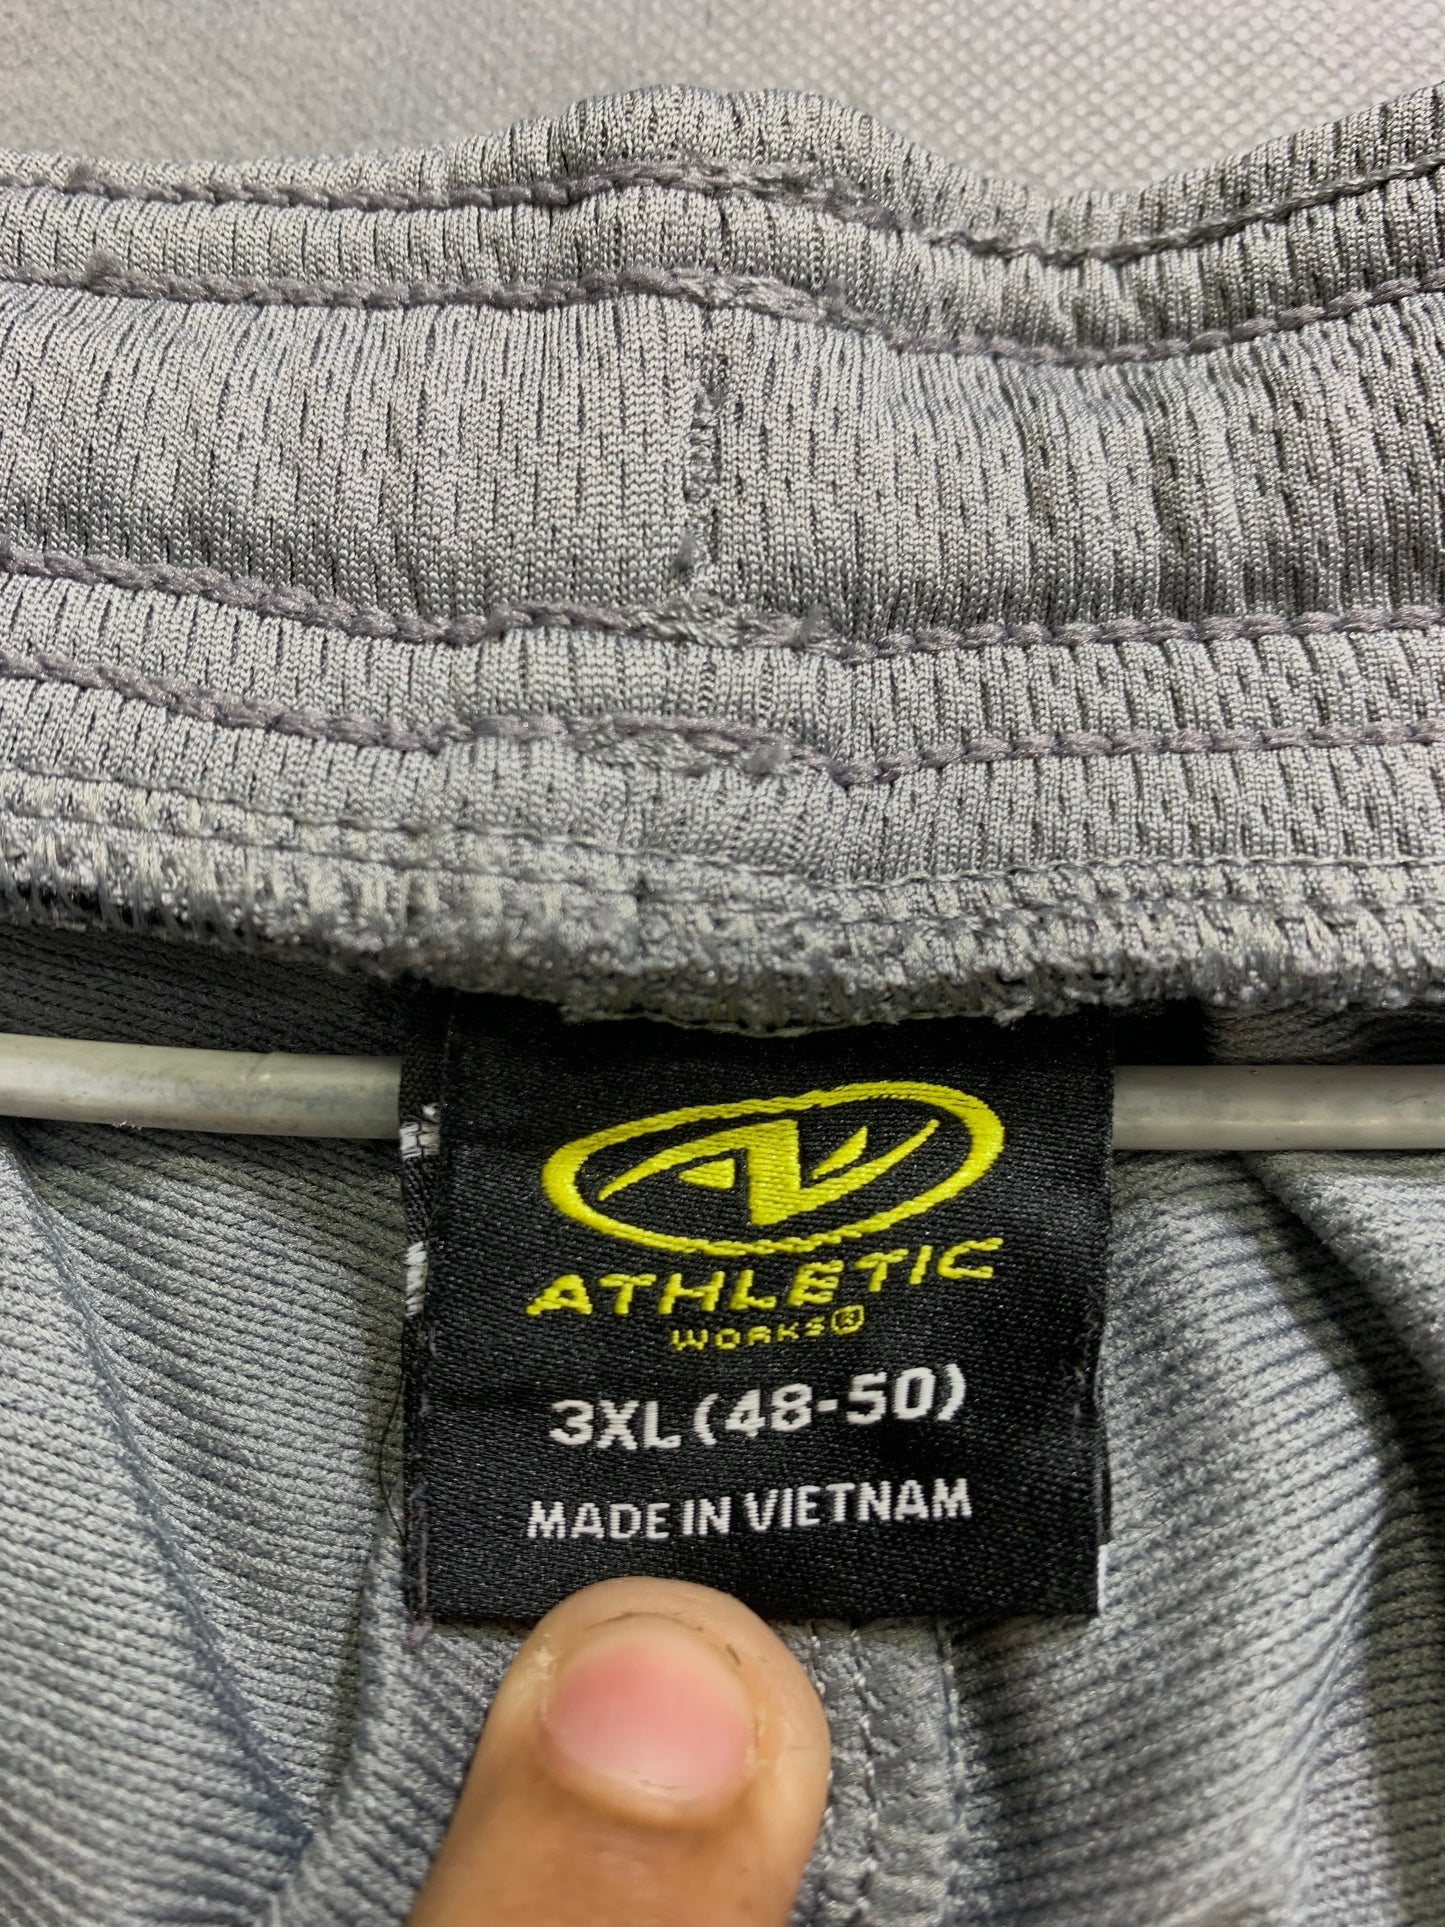 ATHLETIC
WORKS®
3XL (48-50)
MADE IN VIETNAM